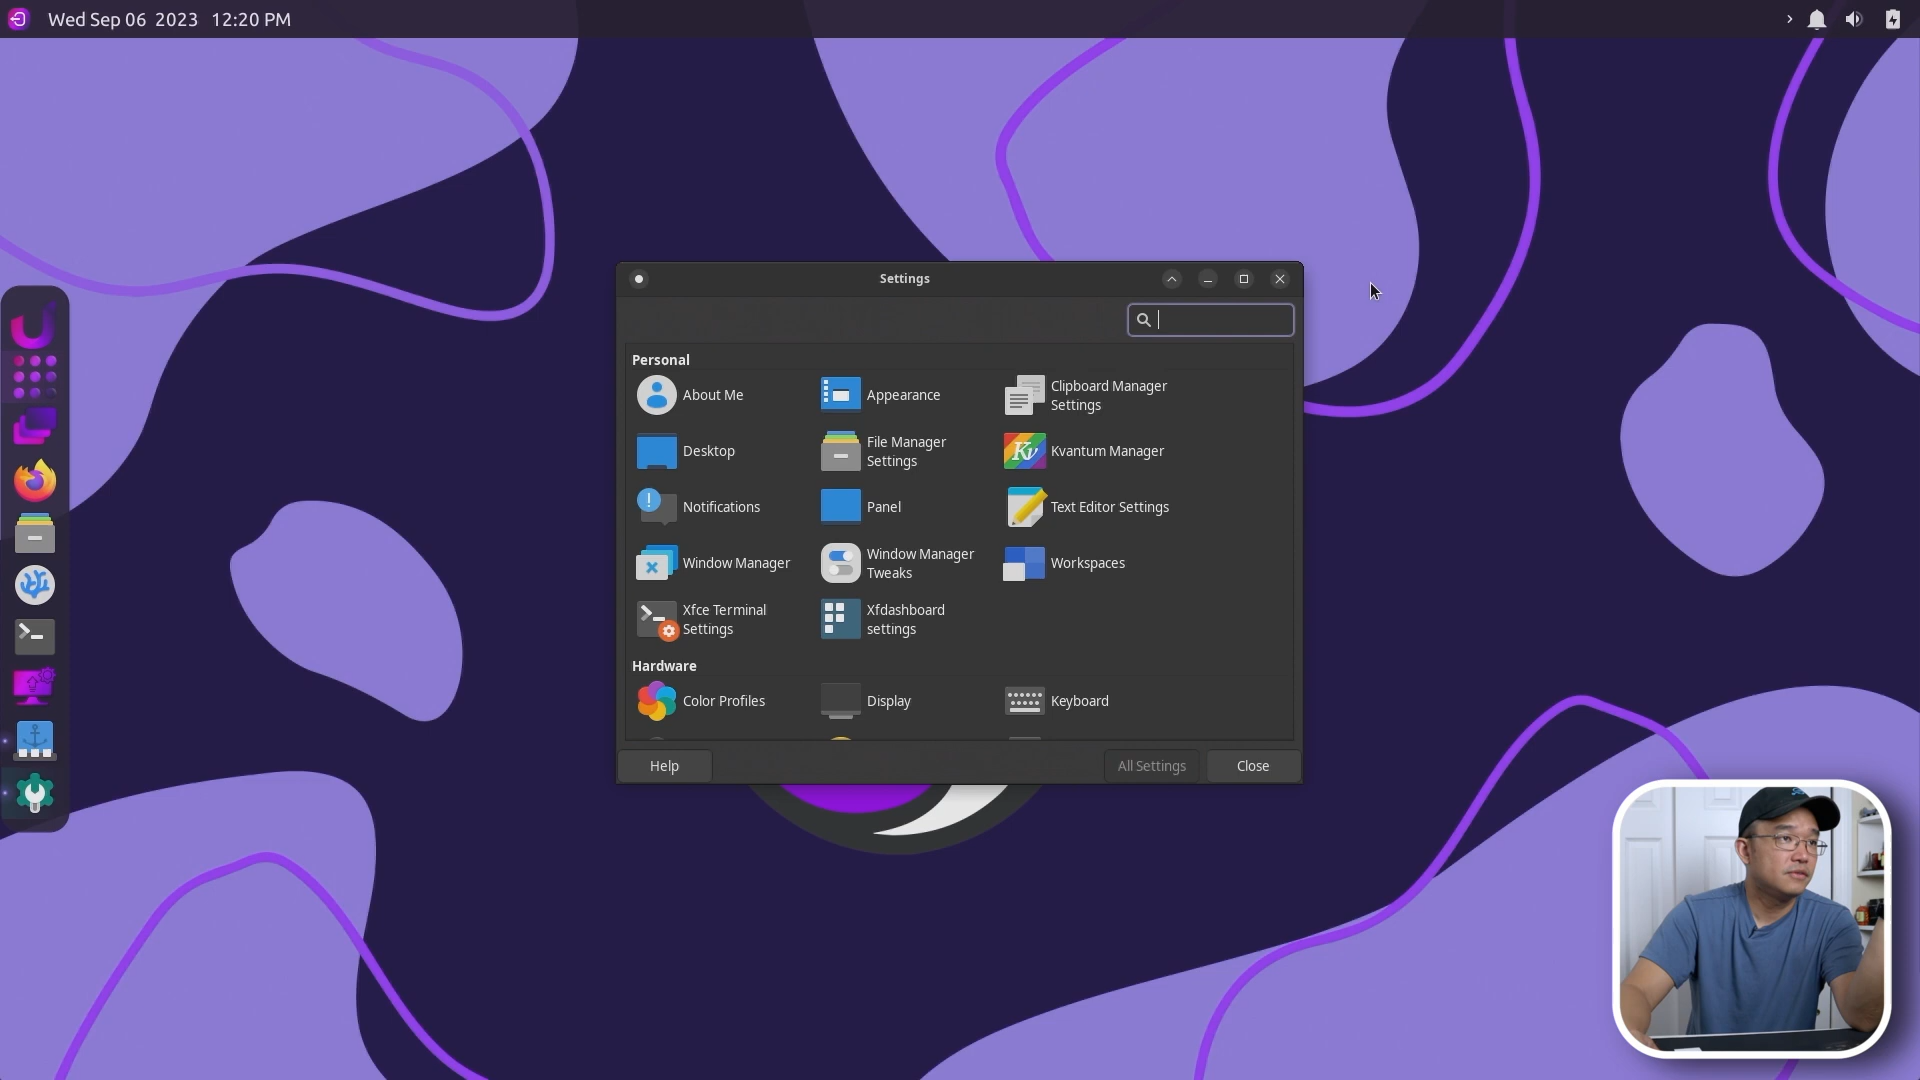 Wed Sep 06 2023 12:20 PM
Settings
Personal
About Me
Appearance
Clipboard Manager
Settings
Desktop
File Manager
Settings
Kvantum Manager
Notifications
Panel
Text Editor Settings
Window Manager
Window Manager
Tweaks
Workspaces
Xfce Terminal
Settings
Xfdashboard
settings
Hardware
Color Profiles
Display
Keyboard
Help
All Settings
Close